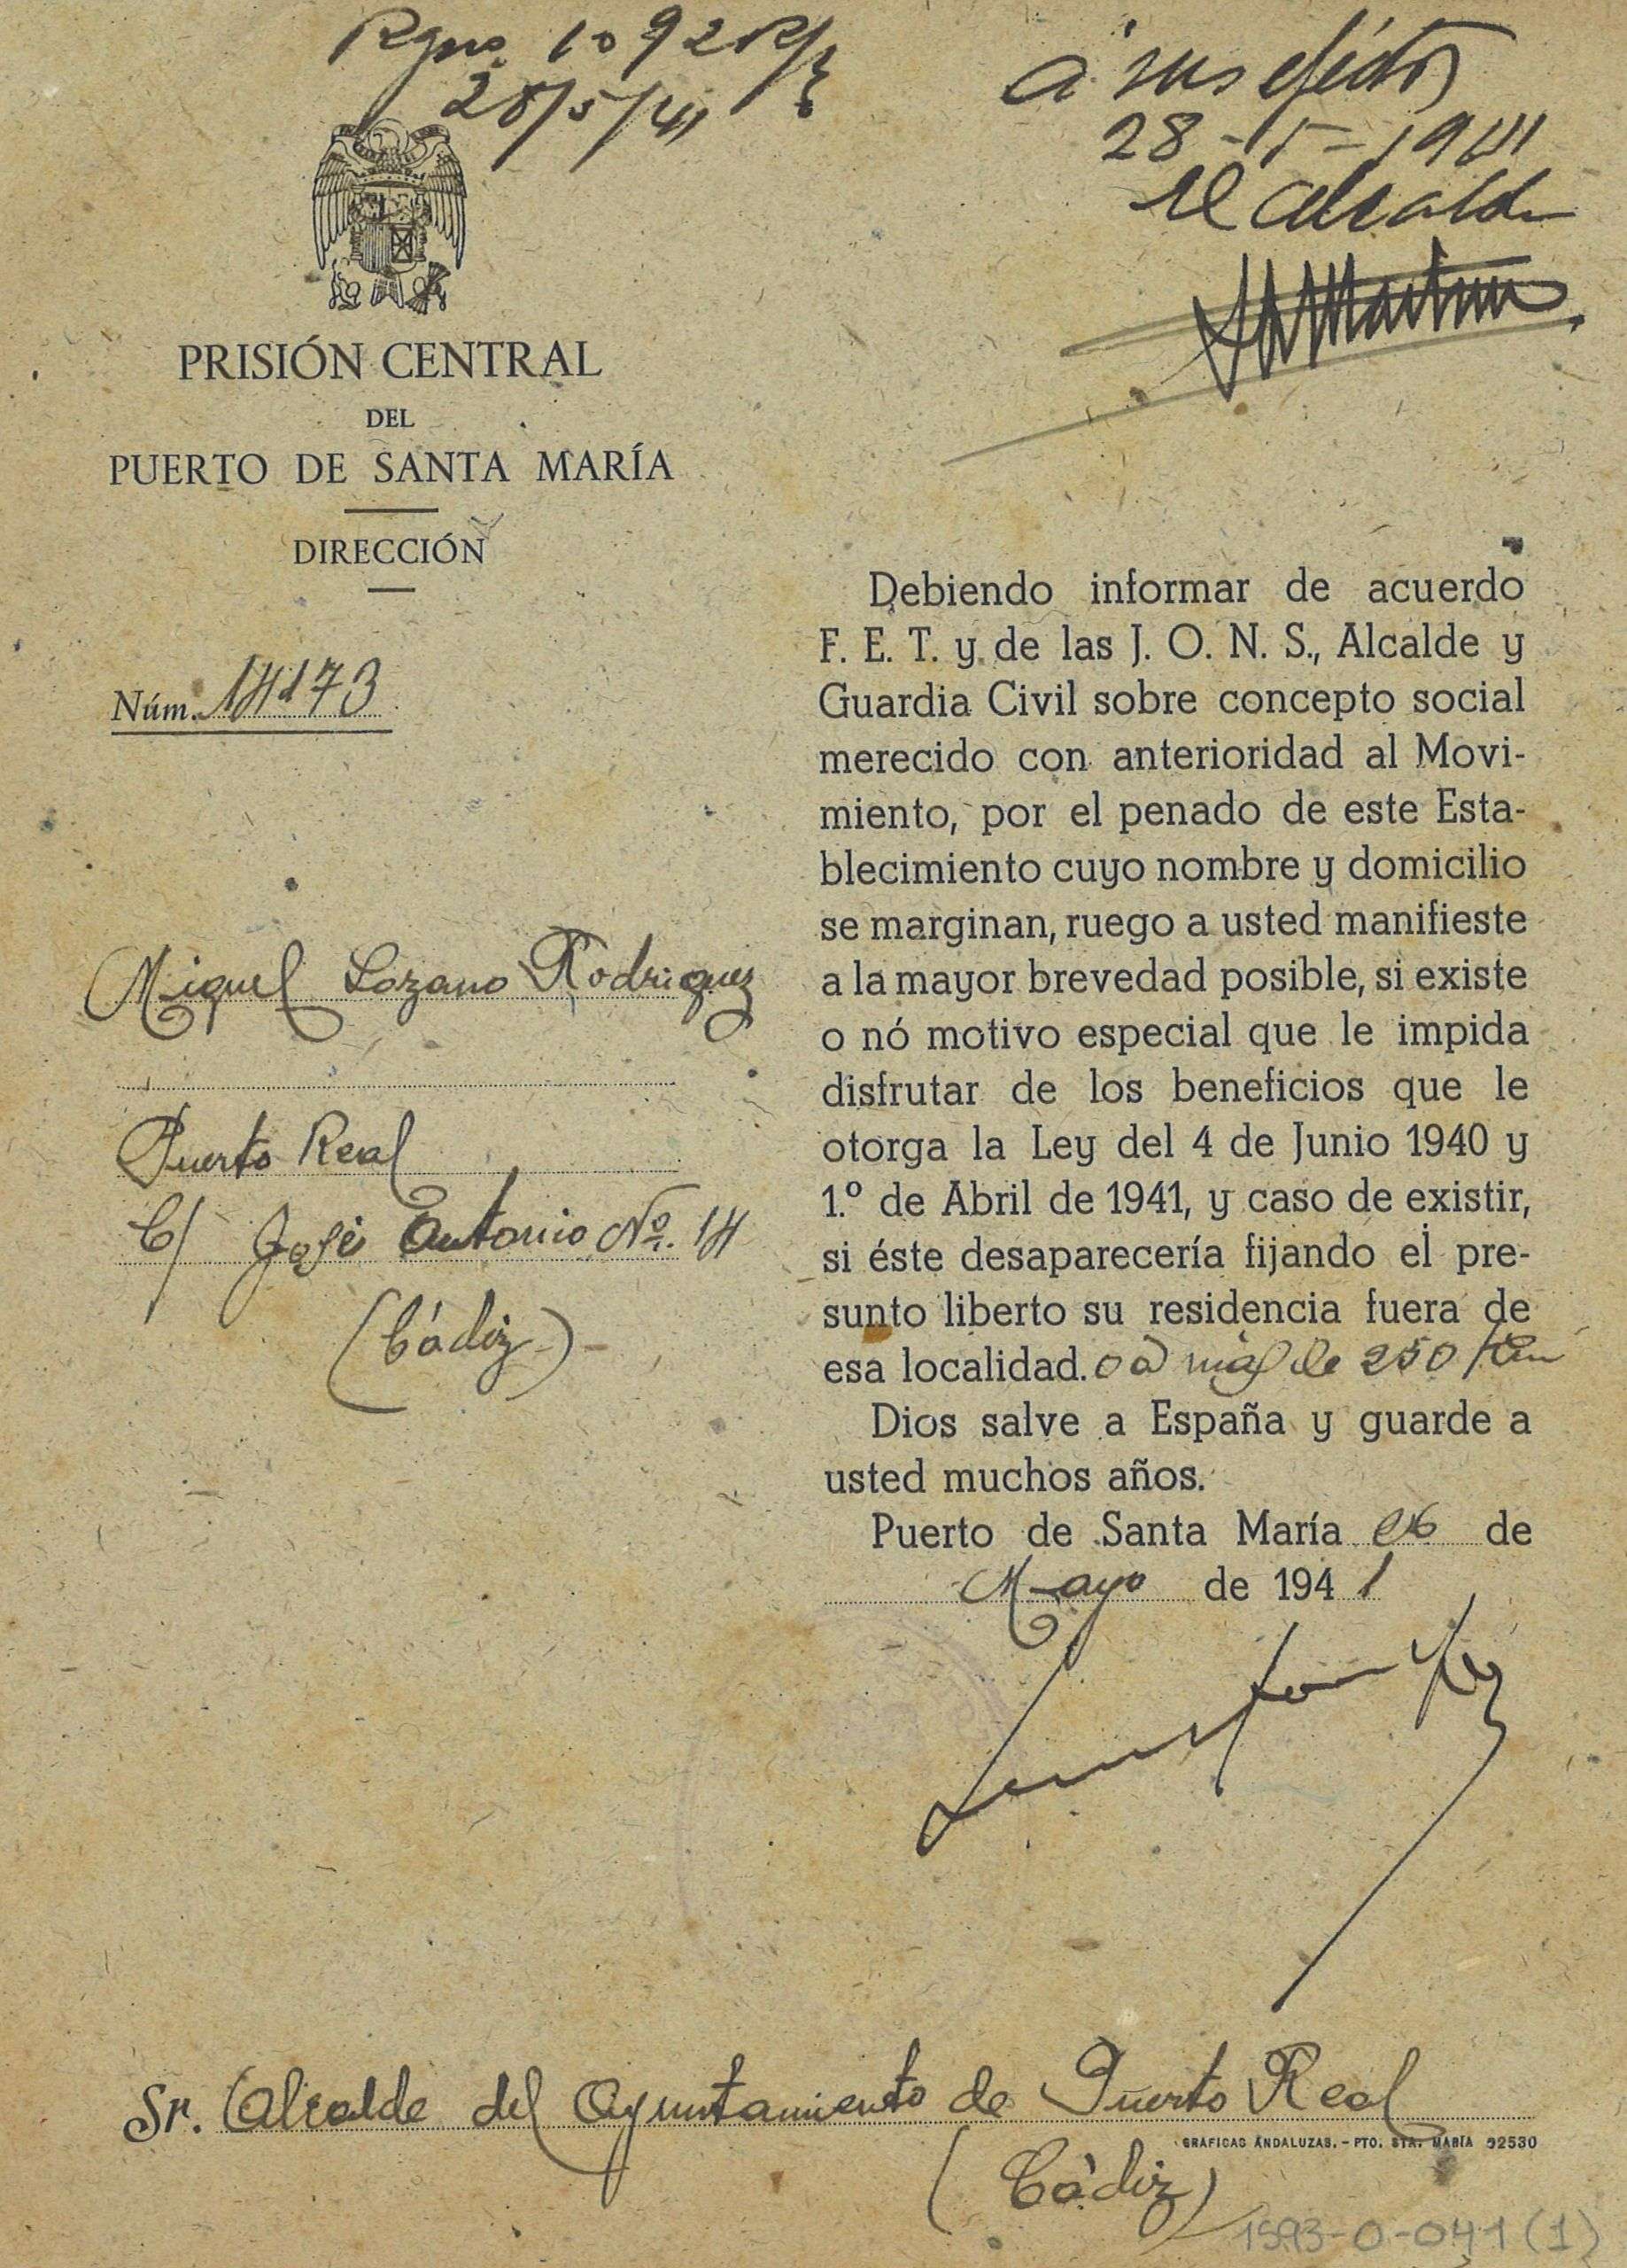 28/5/41
a sus efectos
28-5-1941
El Alcalde
PRISIÓN CENTRAL
DEL
PUERTO DE SANTA MARÍA
DIRECCIÓN
Núm. 14173
Miguel Lozano Rodriguez
Puerto Real
C/ José Antonio Nº. 14
(Cádiz)
Debiendo informar de acuerdo
F. E. T. y de las J. O. N. S., Alcalde y
Guardia Civil sobre concepto social
merecido con anterioridad al Movi-
miento, por el penado de este Esta-
blecimiento cuyo nombre y domicilio
se marginan, ruego a usted manifieste
a la mayor brevedad posible, si existe
o nó motivo especial que le impida
disfrutar de los beneficios que le
otorga la Ley del 4 de Junio 1940 y
1.º de Abril de 1941, y caso de existir,
si éste desaparecería fijando el pre-
sunto liberto su residencia fuera de
esa localidad. o a más de 250 Km
Dios salve a España y guarde a
usted muchos años.
Puerto de Santa María 26 de
Mayo de 1941
Sr. Alcalde del Ayuntamiento de Puerto Real
GRÁFICAS ANDALUZAS. - PTO. STA. MARÍA 92530
(Cádiz)
1593-0-041 (1)